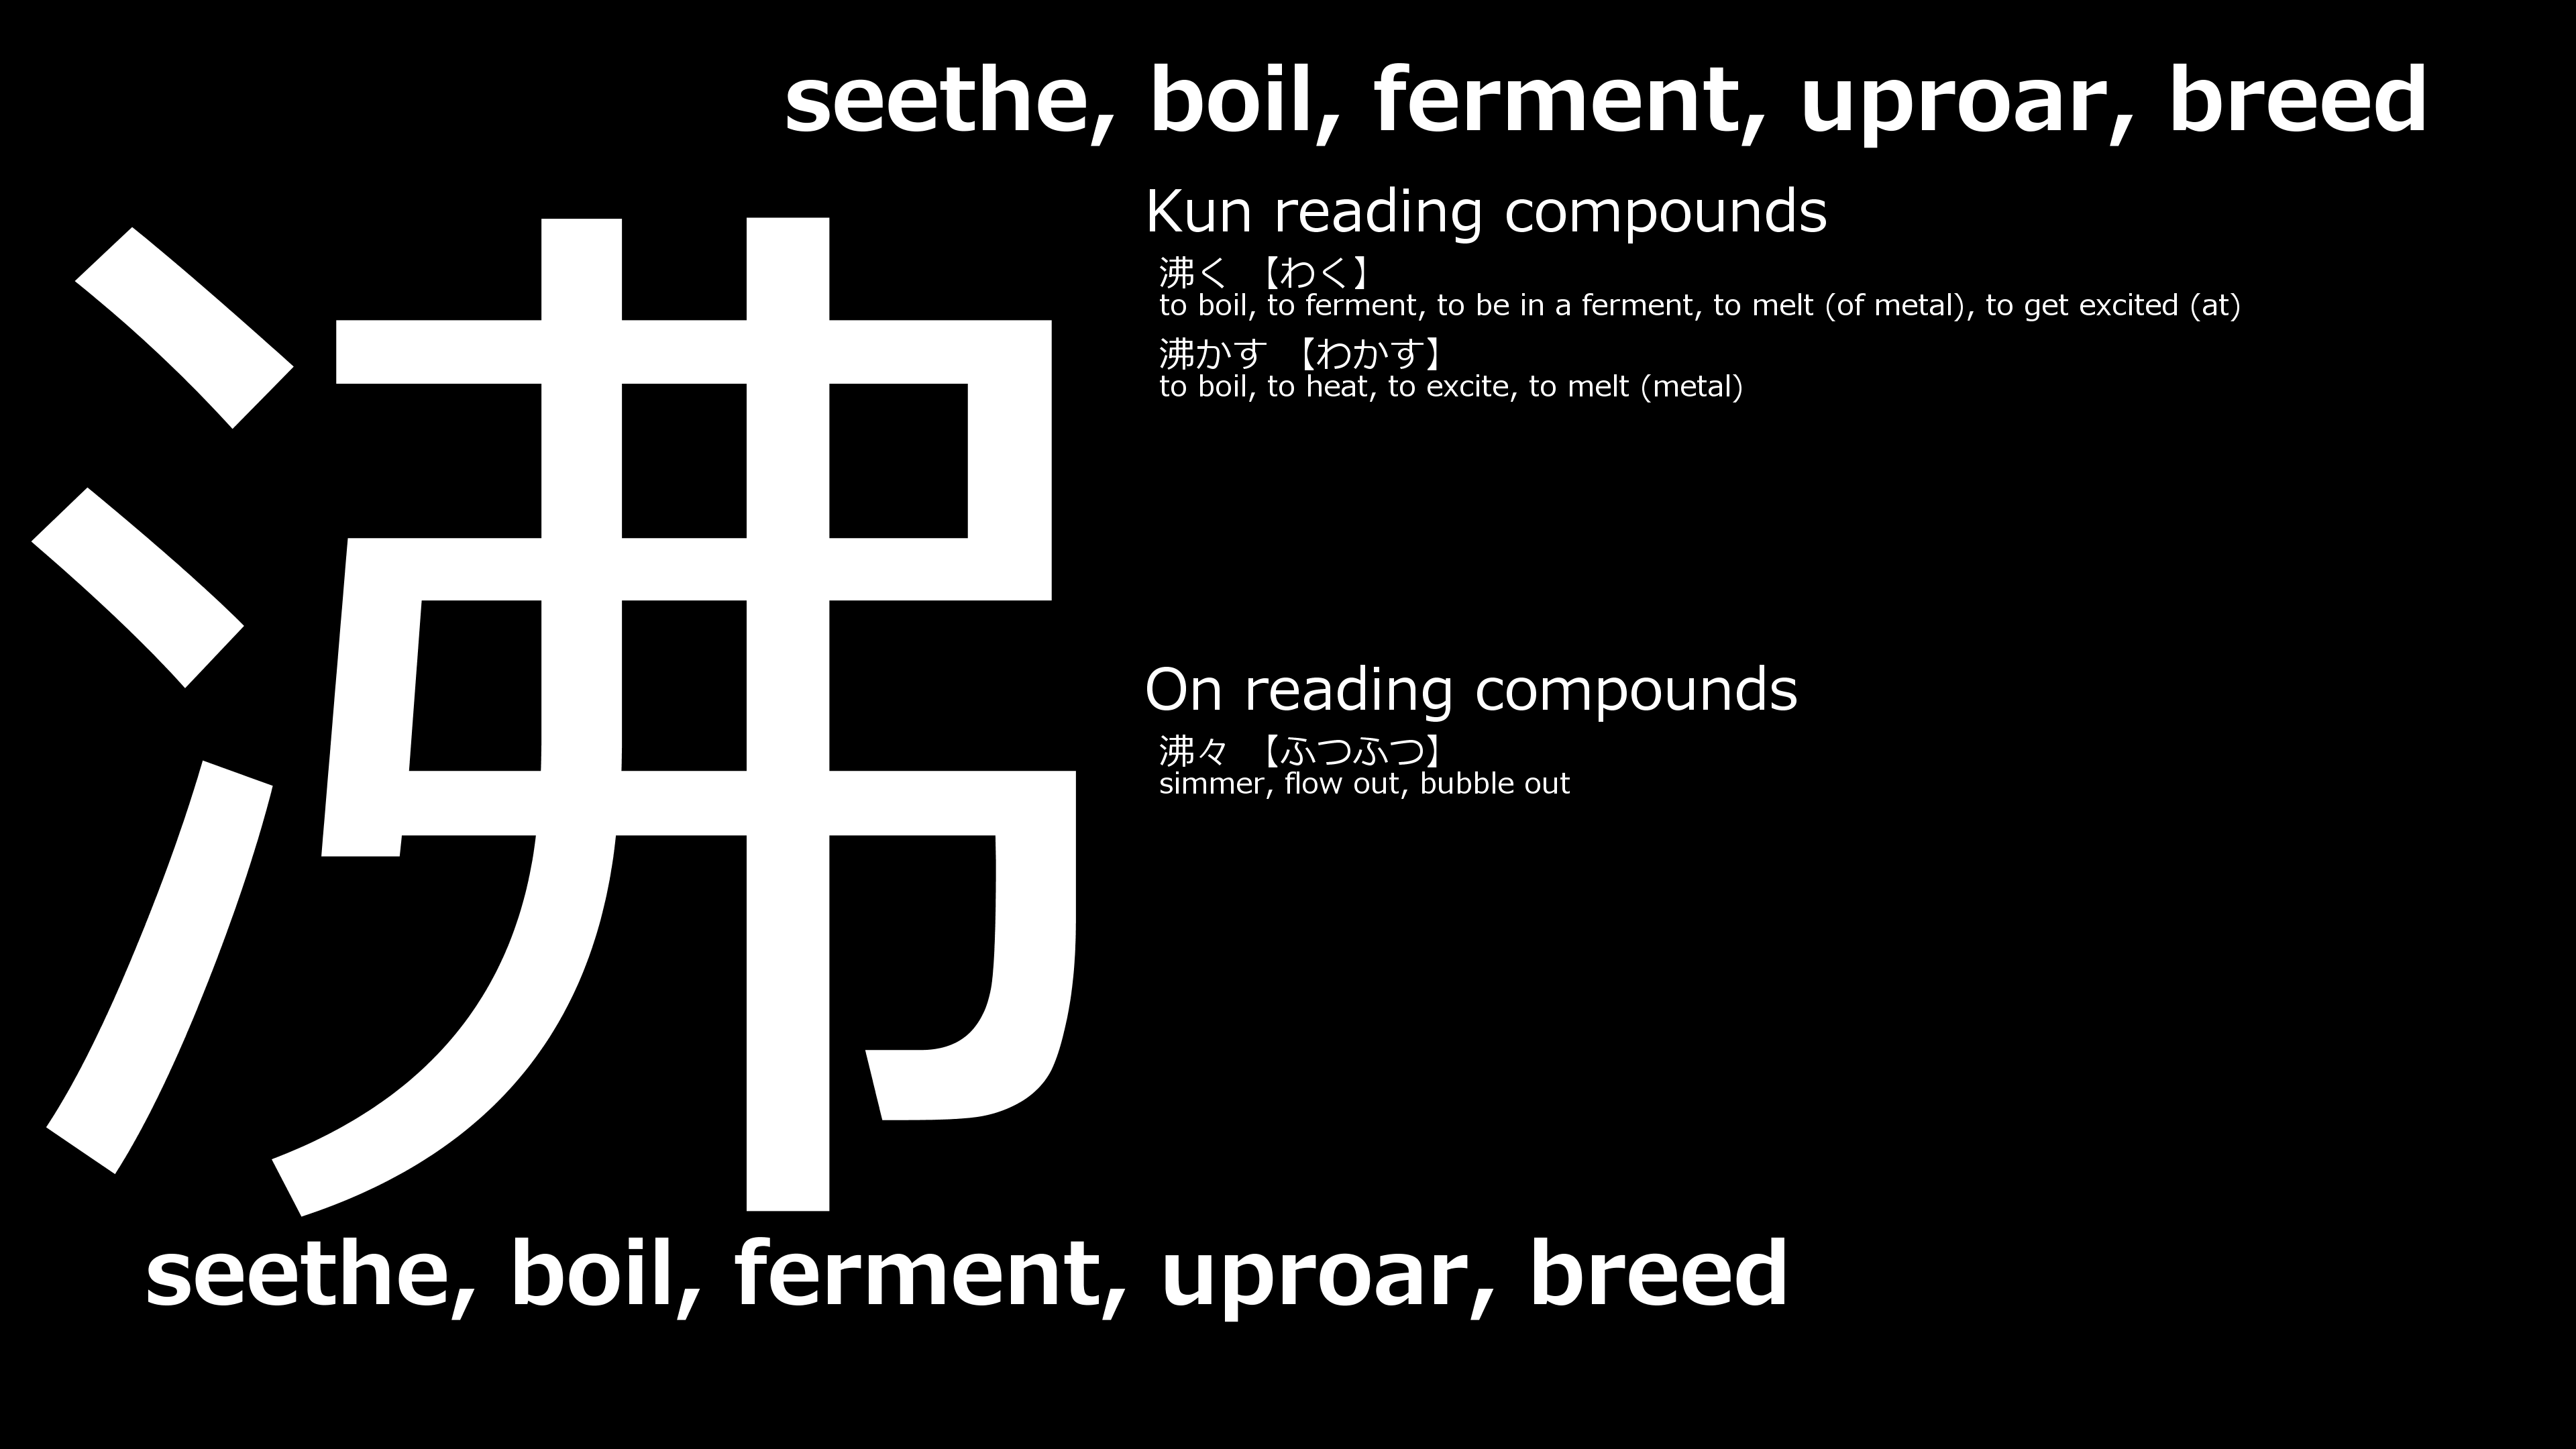 seethe, boil, ferment, uproar, breed
沸
Kun reading compounds
沸く 【わく】
to boil, to ferment, to be in a ferment, to melt (of metal), to get excited (at)
沸かす 【わかす】
to boil, to heat, to excite, to melt (metal)
On reading compounds
沸々 【ふつふつ】
simmer, flow out, bubble out
seethe, boil, ferment, uproar, breed